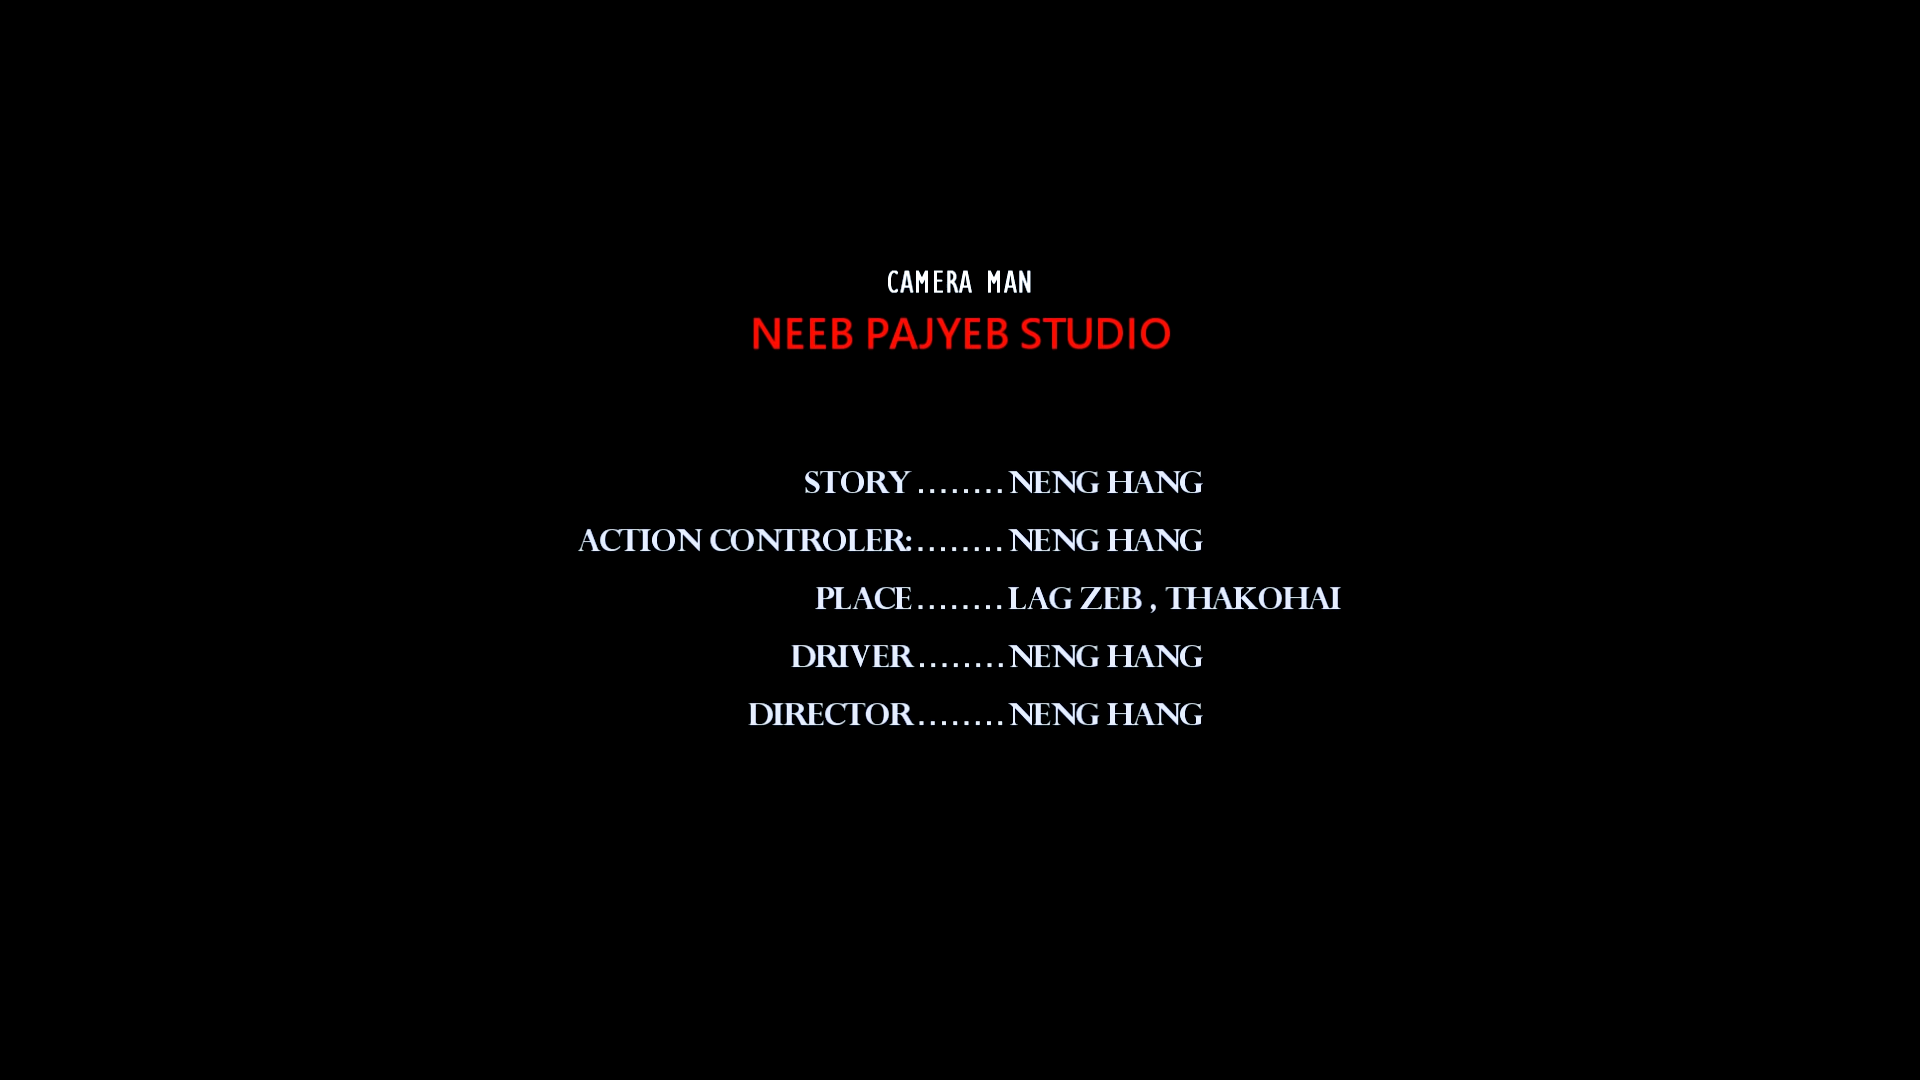 CAMERA MAN
NEEB PAJYEB STUDIO
STORY ........ NENG HANG
ACTION CONTROLER: ........ NENG HANG
PLACE ........ LAG ZEB , THAKOHAI
DRIVER ........ NENG HANG
DIRECTOR ........ NENG HANG